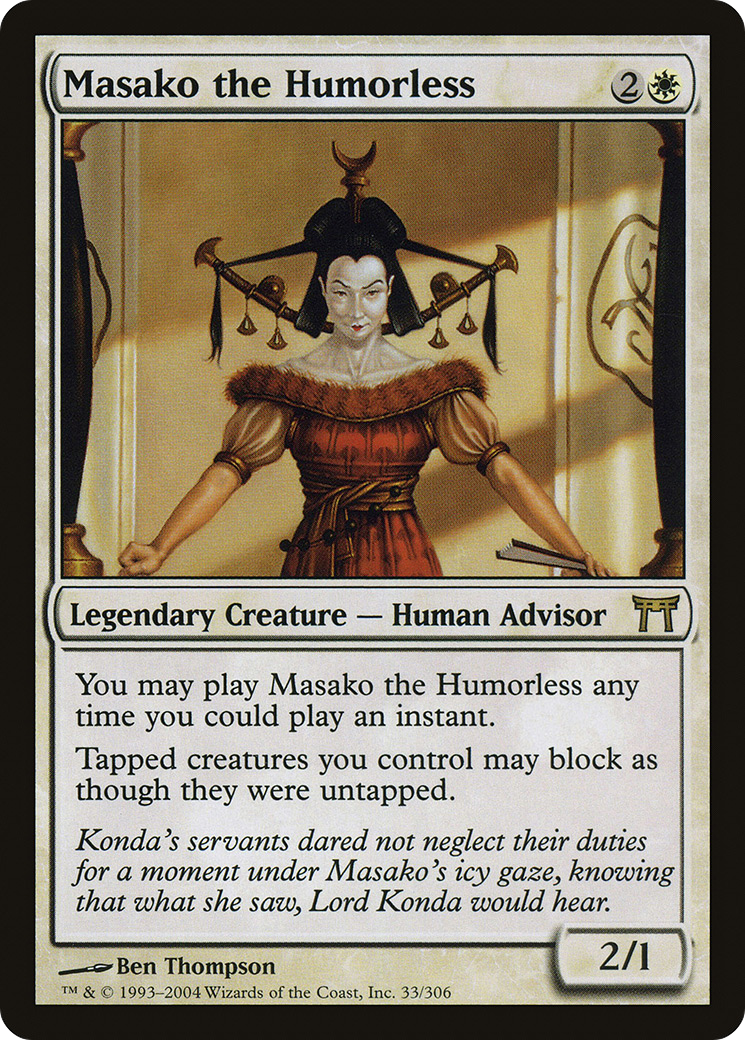 Masako the Humorless 2
Legendary Creature — Human Advisor
You may play Masako the Humorless any
time you could play an instant.
Tapped creatures you control may block as
though they were untapped.
Konda's servants dared not neglect their duties
for a moment under Masako's icy gaze, knowing
that what she saw, Lord Konda would hear.
2/1
Ben Thompson
™ & © 1993–2004 Wizards of the Coast, Inc. 33/306